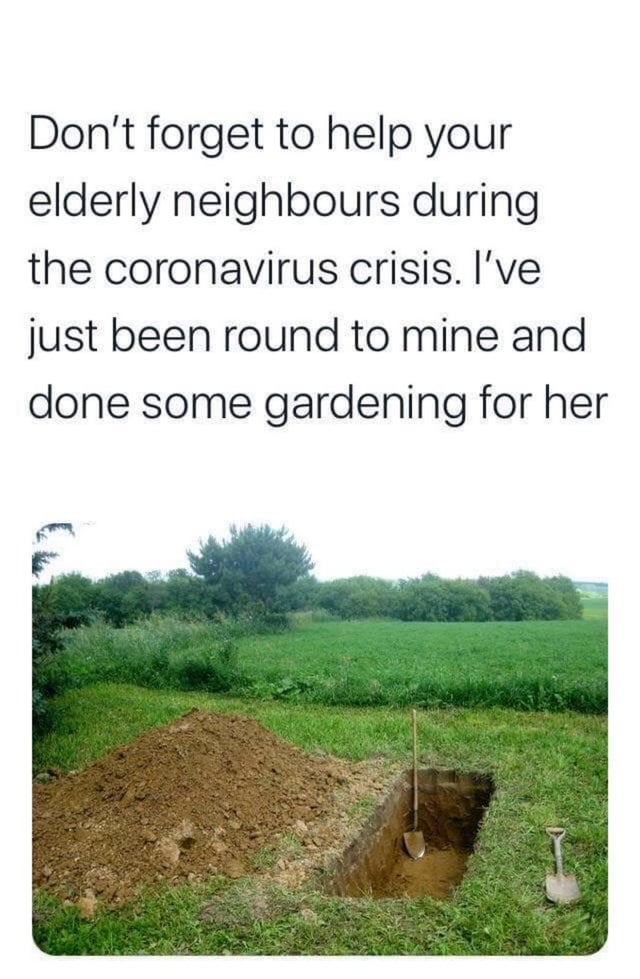 Don't forget to help your
elderly neighbours during
the coronavirus crisis. I've
just been round to mine and
done some gardening for her